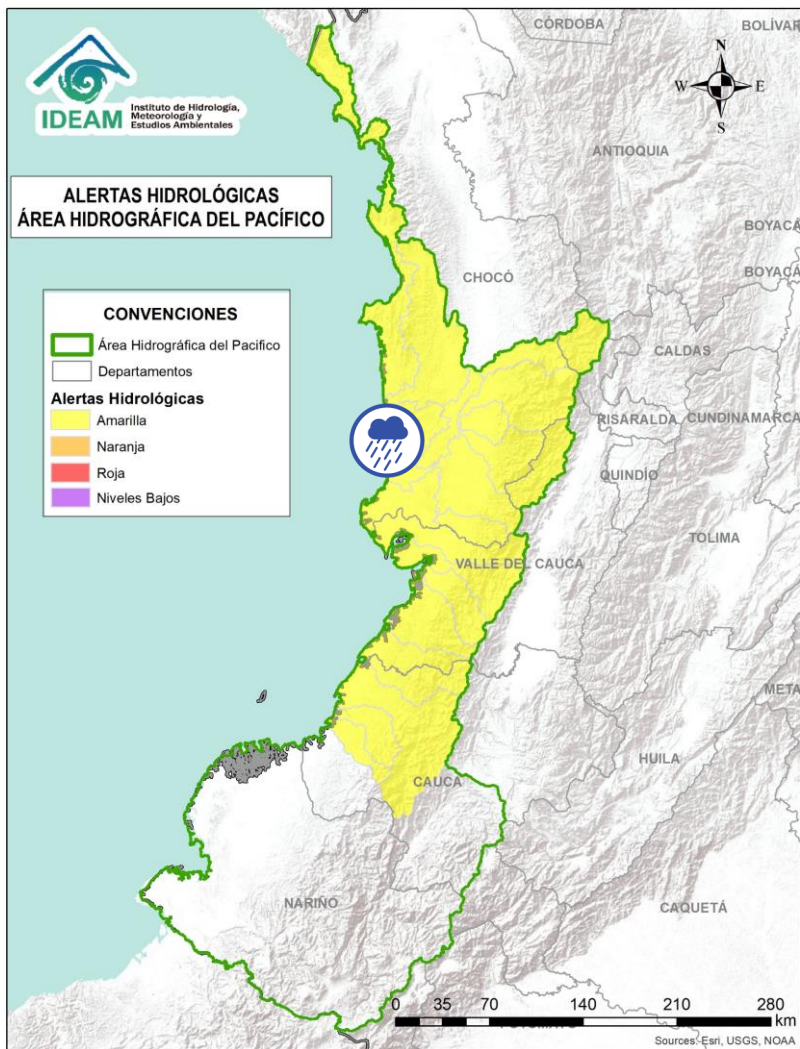 CÓRDOBA
BOLÍVAR
N
W
E
S
IDEAM
Instituto de Hidrología,
Meteorología y
Estudios Ambientales
ANTIOQUIA
ALERTAS HIDROLÓGICAS
ÁREA HIDROGRÁFICA DEL PACÍFICO
BOYACÁ
BOYACÁ
CHOCÓ
CONVENCIONES
Área Hidrográfica del Pacifico
Departamentos
Alertas Hidrológicas
Amarilla
Naranja
Roja
Niveles Bajos
CALDAS
RISARALDA
CUNDINAMARCA
QUINDÍO
TOLIMA
VALLE DEL CAUCA
META
HUILA
CAUCA
NARIÑO
CAQUETÁ
0 35 70 140 210 280
km
Sources: Esri, USGS, NOAA